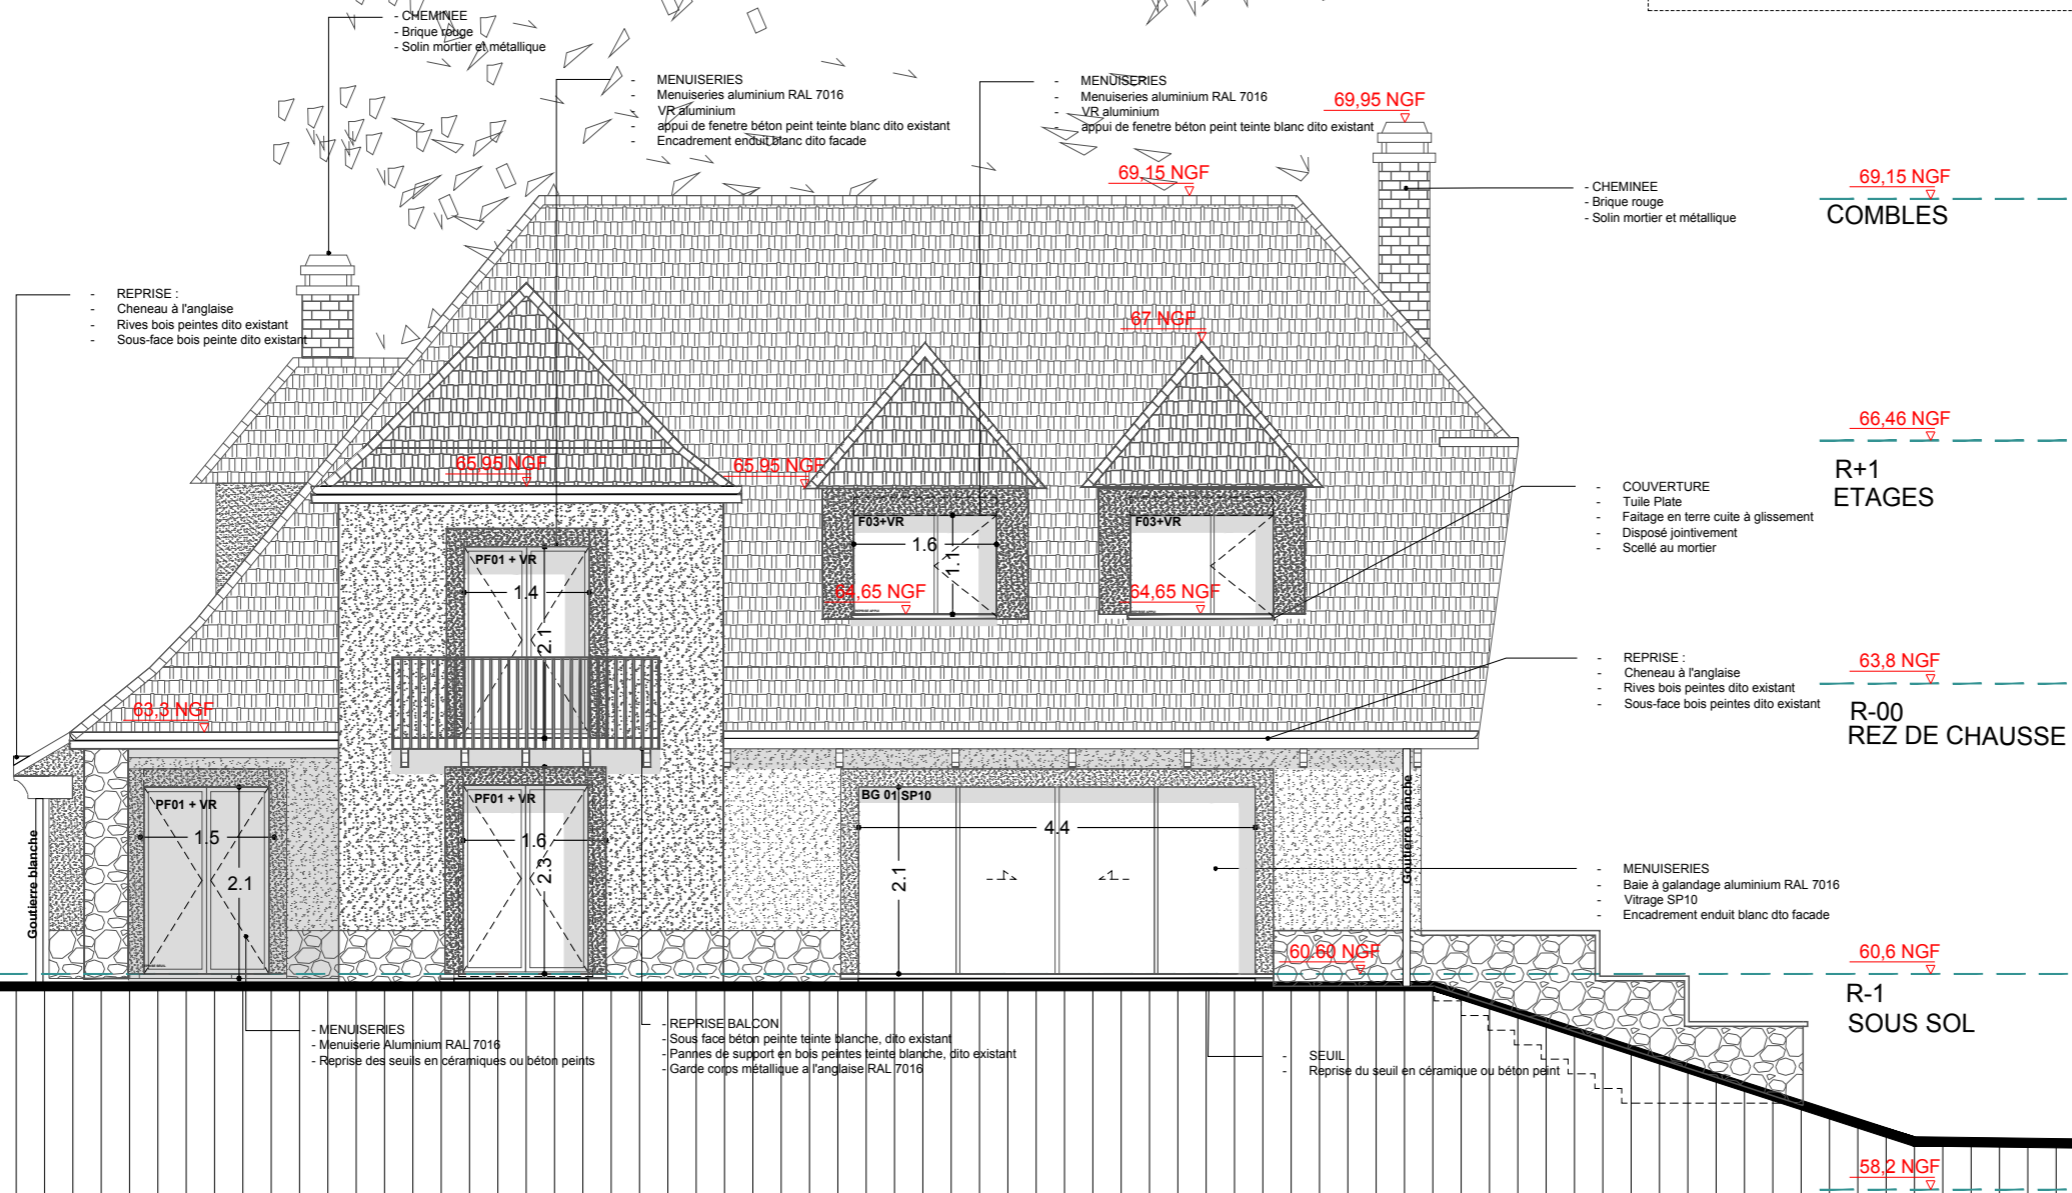 - CHEMINEE
- Brique rouge
- Solin mortier et métallique
- MENUISERIES
- Menuiseries aluminium RAL 7016
- VR aluminium
- appui de fenetre béton peint teinte blanc dito existant
- Encadrement enduit blanc dito facade
- MENUISERIES
- Menuiseries aluminium RAL 7016
- VR aluminium
- appui de fenetre béton peint teinte blanc dito existant
69,95 NGF
69,15 NGF
- CHEMINEE
- Brique rouge
- Solin mortier et métallique
69,15 NGF
COMBLES
- REPRISE :
- Cheneau à l'anglaise
- Rives bois peintes dito existant
- Sous-face bois peinte dito existant
67 NGF
66,46 NGF
R+1
ETAGES
65,95 NGF
65,95 NGF
- COUVERTURE
- Tuile Plate
- Faitage en terre cuite à glissement
- Disposé jointivement
- Scellé au mortier
F03+VR
1.6
1.1
64,65 NGF
F03+VR
64,65 NGF
PF01 + VR
1.4
2.1
- REPRISE :
- Cheneau à l'anglaise
- Rives bois peintes dito existant
- Sous-face bois peintes dito existant
63,8 NGF
R-00
REZ DE CHAUSSE
63,3 NGF
PF01 + VR
1.5
2.1
PF01 + VR
1.6
2.3
BG 01 SP10
4.4
2.1
Goutierre blanche
Goutierre blanche
- MENUISERIES
- Baie à galandage aluminium RAL 7016
- Vitrage SP10
- Encadrement enduit blanc dto facade
60,60 NGF
60,6 NGF
R-1
SOUS SOL
- MENUISERIES
- Menuiserie Aluminium RAL 7016
- Reprise des seuils en céramiques ou béton peints
- REPRISE BALCON
- Sous face béton peinte teinte blanche, dito existant
- Pannes de support en bois peintes teinte blanche, dito existant
- Garde corps métallique a l'anglaise RAL 7016
- SEUIL
- Reprise du seuil en céramique ou béton peint
58,2 NGF